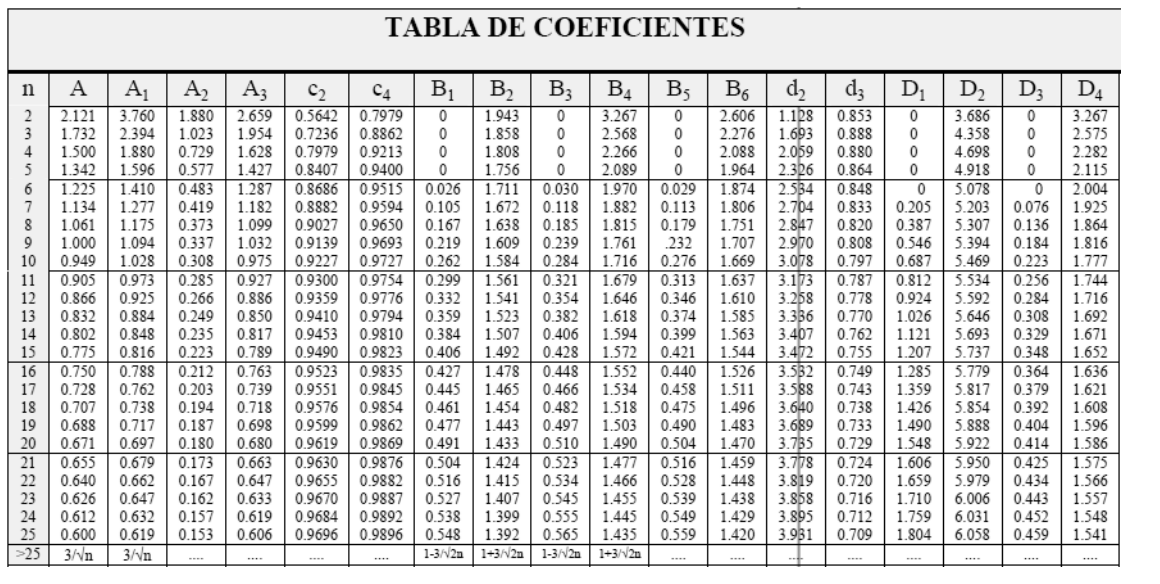 TABLA DE COEFICIENTES
n A A1 A2 A3 c2 c4 B1 B2 B3 B4 B5 B6 d2 d3 D1 D2 D3 D4
2 2.121 3.760 1.880 2.659 0.5642 0.7979 0 1.943 0 3.267 0 2.606 1.128 0.853 0 3.686 0 3.267
3 1.732 2.394 1.023 1.954 0.7236 0.8862 0 1.858 0 2.568 0 2.276 1.693 0.888 0 4.358 0 2.575
4 1.500 1.880 0.729 1.628 0.7979 0.9213 0 1.808 0 2.266 0 2.088 2.059 0.880 0 4.698 0 2.282
5 1.342 1.596 0.577 1.427 0.8407 0.9400 0 1.756 0 2.089 0 1.964 2.326 0.864 0 4.918 0 2.115
6 1.225 1.410 0.483 1.287 0.8686 0.9515 0.026 1.711 0.030 1.970 0.029 1.874 2.534 0.848 0 5.078 0 2.004
7 1.134 1.277 0.419 1.182 0.8882 0.9594 0.105 1.672 0.118 1.882 0.113 1.806 2.704 0.833 0.205 5.203 0.076 1.925
8 1.061 1.175 0.373 1.099 0.9027 0.9650 0.167 1.638 0.185 1.815 0.179 1.751 2.847 0.820 0.387 5.307 0.136 1.864
9 1.000 1.094 0.337 1.032 0.9139 0.9693 0.219 1.609 0.239 1.761 .232 1.707 2.970 0.808 0.546 5.394 0.184 1.816
10 0.949 1.028 0.308 0.975 0.9227 0.9727 0.262 1.584 0.284 1.716 0.276 1.669 3.078 0.797 0.687 5.469 0.223 1.777
11 0.905 0.973 0.285 0.927 0.9300 0.9754 0.299 1.561 0.321 1.679 0.313 1.637 3.173 0.787 0.812 5.534 0.256 1.744
12 0.866 0.925 0.266 0.886 0.9359 0.9776 0.332 1.541 0.354 1.646 0.346 1.610 3.258 0.778 0.924 5.592 0.284 1.716
13 0.832 0.884 0.249 0.850 0.9410 0.9794 0.359 1.523 0.382 1.618 0.374 1.585 3.336 0.770 1.026 5.646 0.308 1.692
14 0.802 0.848 0.235 0.817 0.9453 0.9810 0.384 1.507 0.406 1.594 0.399 1.563 3.407 0.762 1.121 5.693 0.329 1.671
15 0.775 0.816 0.223 0.789 0.9490 0.9823 0.406 1.492 0.428 1.572 0.421 1.544 3.472 0.755 1.207 5.737 0.348 1.652
16 0.750 0.788 0.212 0.763 0.9523 0.9835 0.427 1.478 0.448 1.552 0.440 1.526 3.532 0.749 1.285 5.779 0.364 1.636
17 0.728 0.762 0.203 0.739 0.9551 0.9845 0.445 1.465 0.466 1.534 0.458 1.511 3.588 0.743 1.359 5.817 0.379 1.621
18 0.707 0.738 0.194 0.718 0.9576 0.9854 0.461 1.454 0.482 1.518 0.475 1.496 3.640 0.738 1.426 5.854 0.392 1.608
19 0.688 0.717 0.187 0.698 0.9599 0.9862 0.477 1.443 0.497 1.503 0.490 1.483 3.689 0.733 1.490 5.888 0.404 1.596
20 0.671 0.697 0.180 0.680 0.9619 0.9869 0.491 1.433 0.510 1.490 0.504 1.470 3.735 0.729 1.548 5.922 0.414 1.586
21 0.655 0.679 0.173 0.663 0.9630 0.9876 0.504 1.424 0.523 1.477 0.516 1.459 3.778 0.724 1.606 5.950 0.425 1.575
22 0.640 0.662 0.167 0.647 0.9655 0.9882 0.516 1.415 0.534 1.466 0.528 1.448 3.819 0.720 1.659 5.979 0.434 1.566
23 0.626 0.647 0.162 0.633 0.9670 0.9887 0.527 1.407 0.545 1.455 0.539 1.438 3.858 0.716 1.710 6.006 0.443 1.557
24 0.612 0.632 0.157 0.619 0.9684 0.9892 0.538 1.399 0.555 1.445 0.549 1.429 3.895 0.712 1.759 6.031 0.452 1.548
25 0.600 0.619 0.153 0.606 0.9696 0.9896 0.548 1.392 0.565 1.435 0.559 1.420 3.931 0.709 1.804 6.058 0.459 1.541
>25 3/√n 3/√n .... .... .... .... 1-3/√2n 1+3/√2n 1-3/√2n 1+3/√2n .... .... .... .... .... .... .... ....